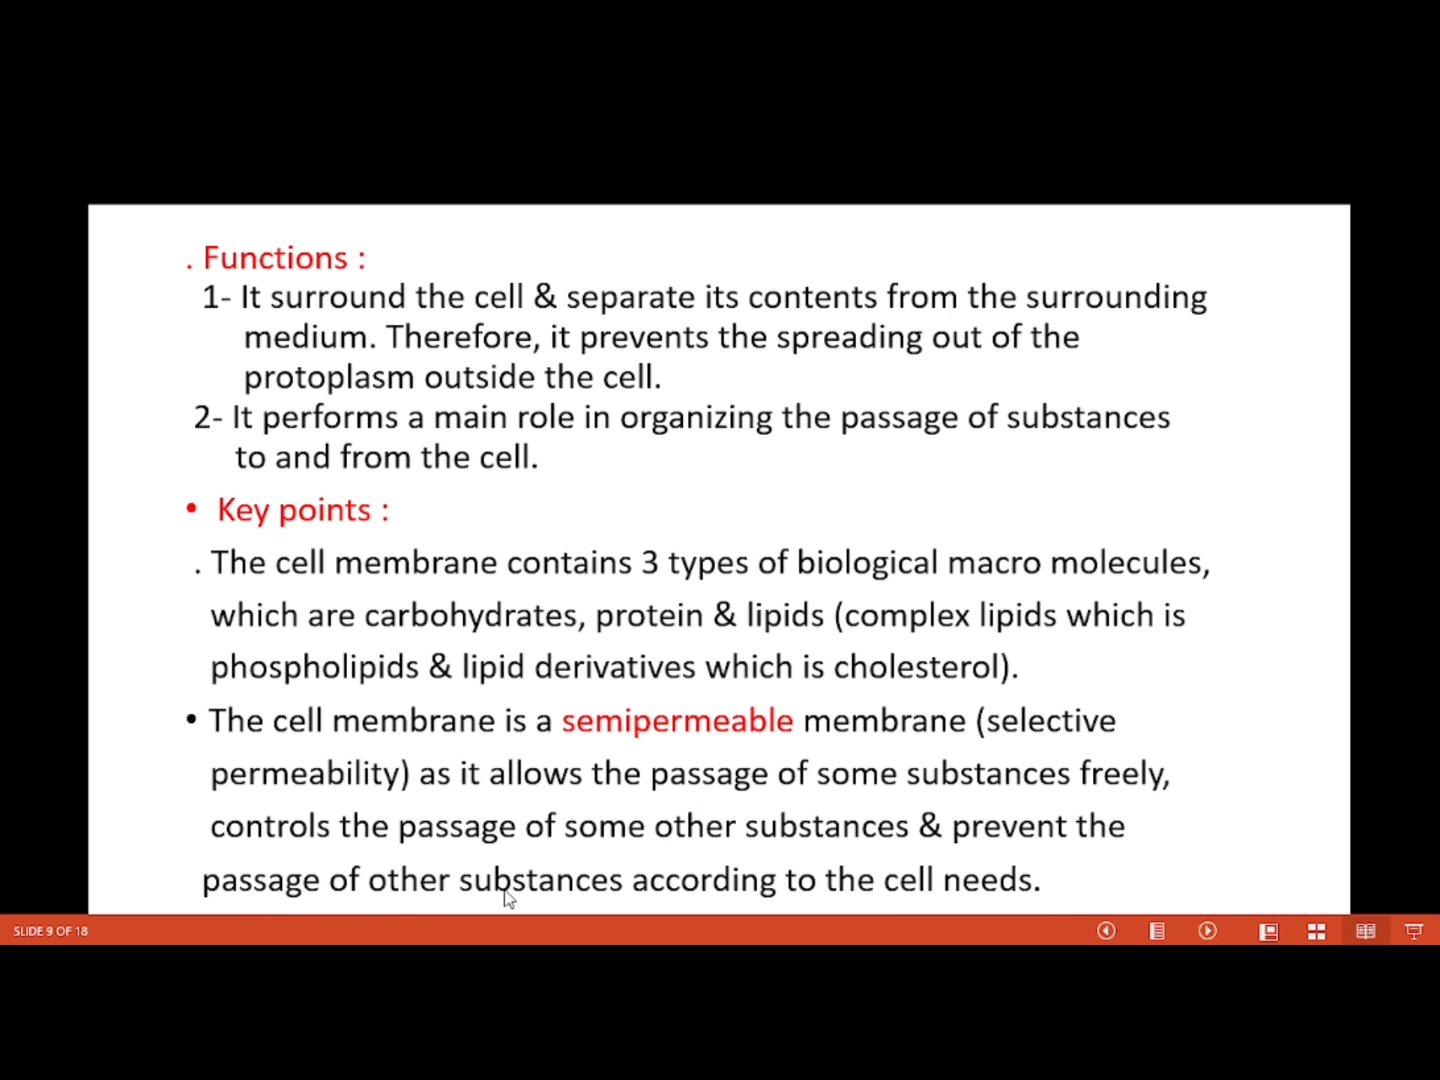 . Functions :
1- It surround the cell & separate its contents from the surrounding
medium. Therefore, it prevents the spreading out of the
protoplasm outside the cell.
2- It performs a main role in organizing the passage of substances
to and from the cell.
• Key points :
. The cell membrane contains 3 types of biological macro molecules,
which are carbohydrates, protein & lipids (complex lipids which is
phospholipids & lipid derivatives which is cholesterol).
• The cell membrane is a semipermeable membrane (selective
permeability) as it allows the passage of some substances freely,
controls the passage of some other substances & prevent the
passage of other substances according to the cell needs.
SLIDE 9 OF 18